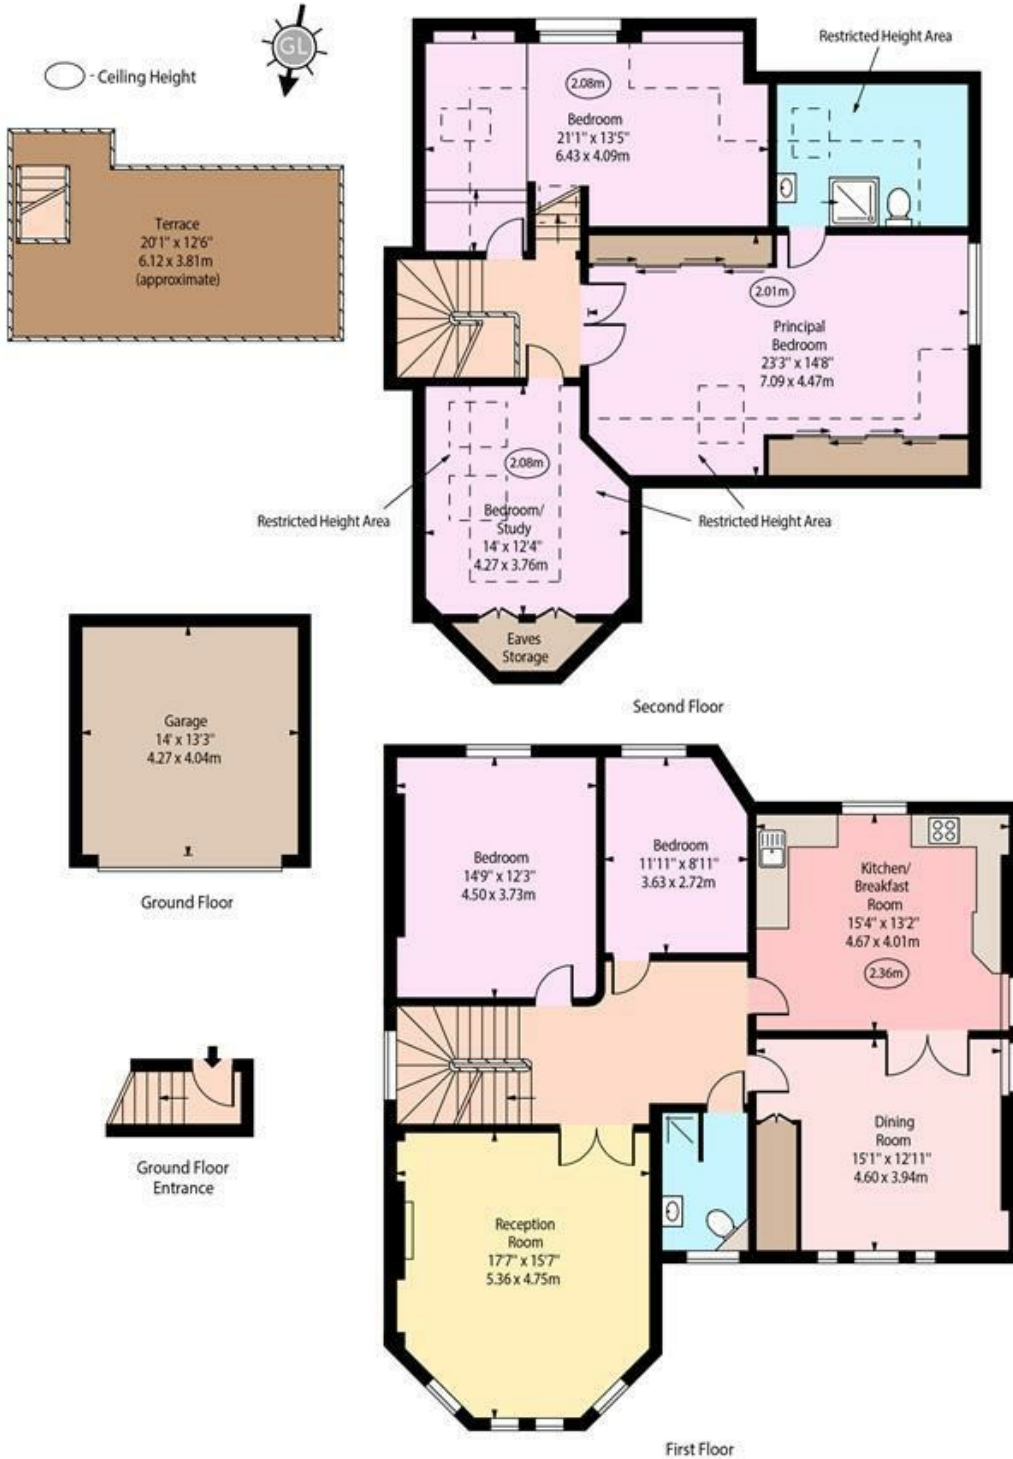 GL
- Ceiling Height
Restricted Height Area
2.08m
Bedroom
21'1" x 13'5"
6.43 x 4.09m
Terrace
20'1" x 12'6"
6.12 x 3.81m
(approximate)
2.01m
Principal
Bedroom
23'3" x 14'8"
7.09 x 4.47m
2.08m
Bedroom/
Study
14' x 12'4"
4.27 x 3.76m
Restricted Height Area
Restricted Height Area
Eaves
Storage
Second Floor
Garage
14' x 13'3"
4.27 x 4.04m
Ground Floor
Bedroom
14'9" x 12'3"
4.50 x 3.73m
Bedroom
11'11" x 8'11"
3.63 x 2.72m
Kitchen/
Breakfast
Room
15'4" x 13'2"
4.67 x 4.01m
2.36m
Ground Floor
Entrance
Dining
Room
15'1" x 12'11"
4.60 x 3.94m
Reception
Room
17'7" x 15'7"
5.36 x 4.75m
First Floor